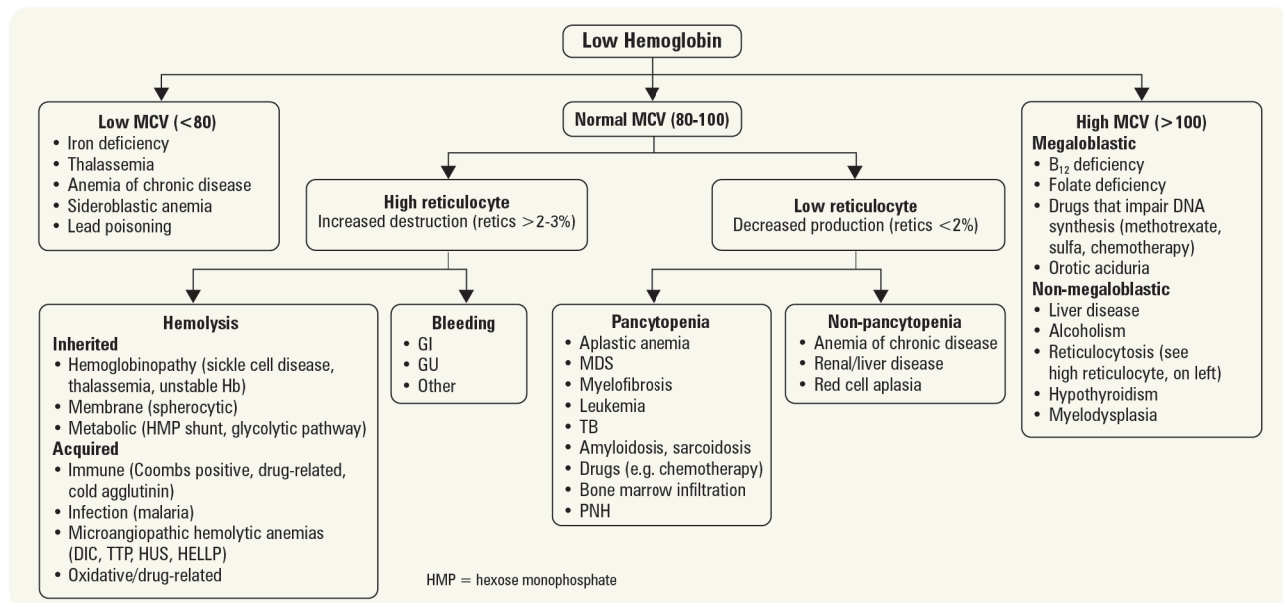 Low Hemoglobin
Low MCV (<80)
• Iron deficiency
• Thalassemia
• Anemia of chronic disease
• Sideroblastic anemia
• Lead poisoning
Normal MCV (80-100)
High MCV (>100)
Megaloblastic
• B₁₂ deficiency
• Folate deficiency
• Drugs that impair DNA
synthesis (methotrexate,
sulfa, chemotherapy)
• Orotic aciduria
Non-megaloblastic
• Liver disease
• Alcoholism
• Reticulocytosis (see
high reticulocyte, on left)
• Hypothyroidism
• Myelodysplasia
High reticulocyte
Increased destruction (retics >2-3%)
Low reticulocyte
Decreased production (retics <2%)
Hemolysis
Inherited
• Hemoglobinopathy (sickle cell disease,
thalassemia, unstable Hb)
• Membrane (spherocytic)
• Metabolic (HMP shunt, glycolytic pathway)
Acquired
• Immune (Coombs positive, drug-related,
cold agglutinin)
• Infection (malaria)
• Microangiopathic hemolytic anemias
(DIC, TTP, HUS, HELLP)
• Oxidative/drug-related
Bleeding
• GI
• GU
• Other
Pancytopenia
• Aplastic anemia
• MDS
• Myelofibrosis
• Leukemia
• TB
• Amyloidosis, sarcoidosis
• Drugs (e.g. chemotherapy)
• Bone marrow infiltration
• PNH
Non-pancytopenia
• Anemia of chronic disease
• Renal/liver disease
• Red cell aplasia
HMP = hexose monophosphate